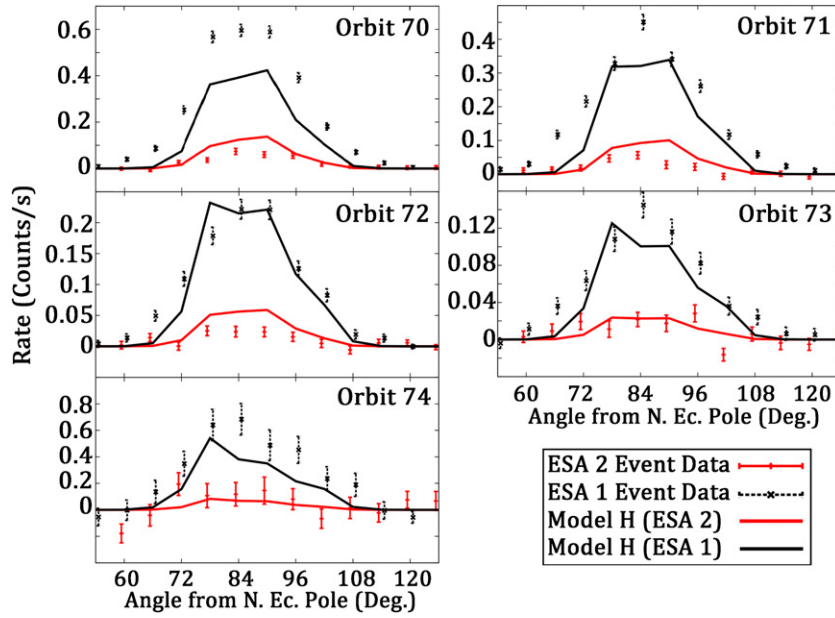 Orbit 70
0.6
0.4
0.2
0
Orbit 71
0.4
0.3
0.2
0.1
0
Orbit 72
0.2
0.15
0.1
0.05
0
Orbit 73
0.12
0.08
0.04
0
60 72 84 96 108 120
Angle from N. Ec. Pole (Deg.)
Rate (Counts/s)
Orbit 74
0.8
0.6
0.4
0.2
0
60 72 84 96 108 120
Angle from N. Ec. Pole (Deg.)
ESA 2 Event Data
ESA 1 Event Data
Model H (ESA 2)
Model H (ESA 1)